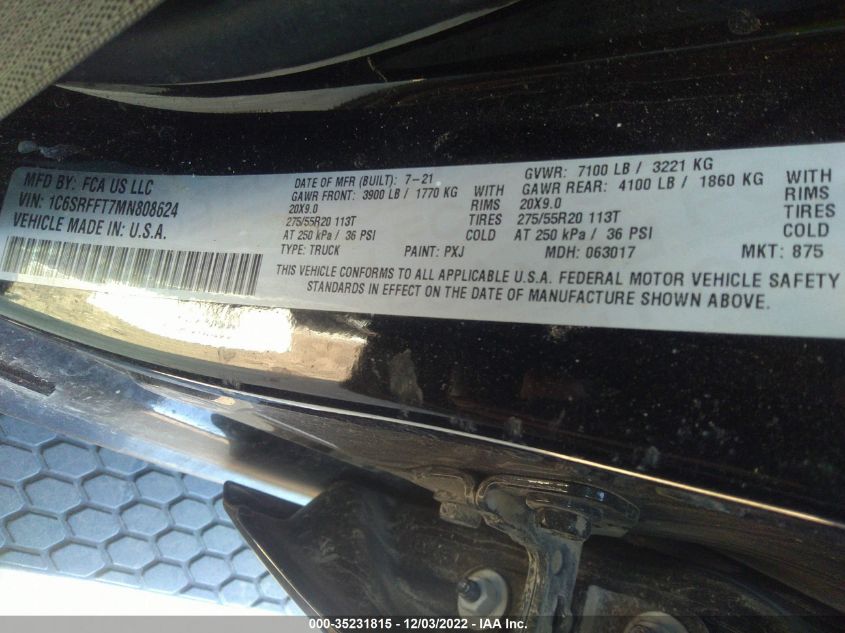 MFD BY: FCA US LLC
VIN: 1C6SRFFT7MN808624
VEHICLE MADE IN: U.S.A.
DATE OF MFR (BUILT): 7-21 GVWR: 7100 LB / 3221 KG
GAWR FRONT: 3900 LB / 1770 KG WITH GAWR REAR: 4100 LB / 1860 KG WITH
20X9.0 RIMS 20X9.0 RIMS
275/55R20 113T TIRES 275/55R20 113T TIRES
AT 250 kPa / 36 PSI COLD AT 250 kPa / 36 PSI COLD
TYPE: TRUCK PAINT: PXJ MDH: 063017 MKT: 875
THIS VEHICLE CONFORMS TO ALL APPLICABLE U.S.A. FEDERAL MOTOR VEHICLE SAFETY
STANDARDS IN EFFECT ON THE DATE OF MANUFACTURE SHOWN ABOVE.
000-35231815 - 12/03/2022 - IAA Inc.